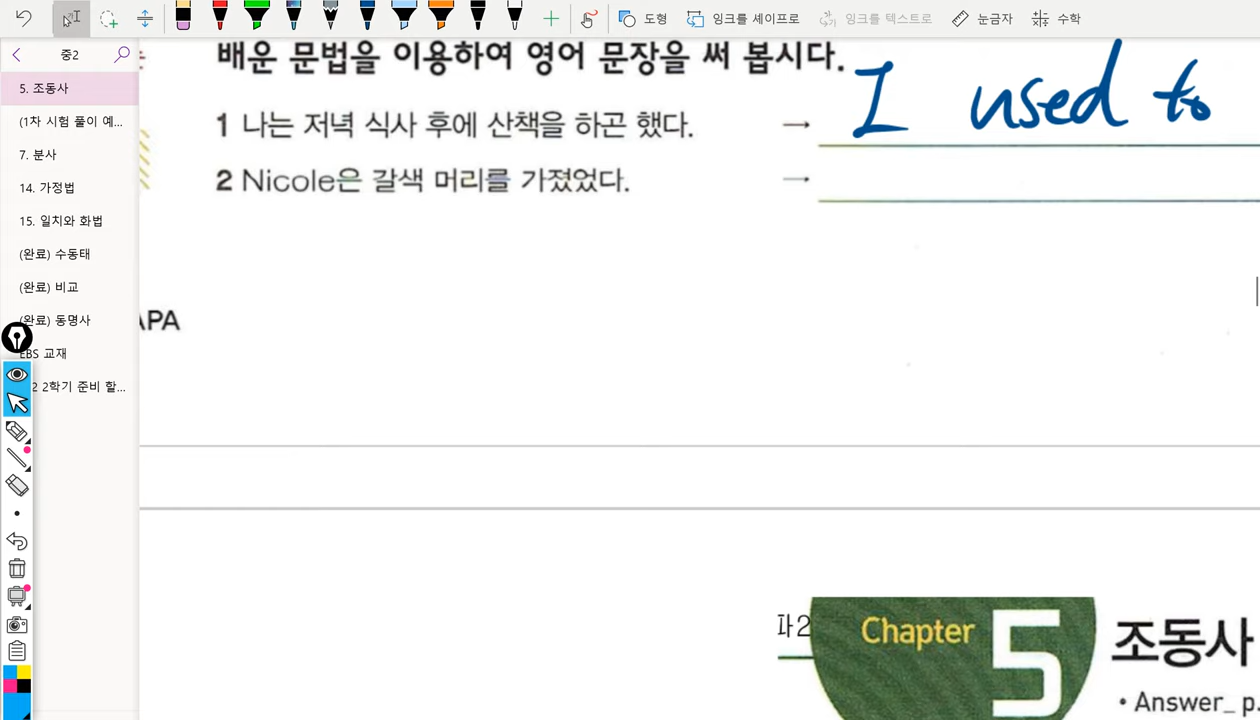 도형
잉크를 셰이프로
잉크를 텍스트로
눈금자
수학
중2
5. 조동사
(1차 시험 풀이 예...
7. 분사
14. 가정법
15. 일치와 화법
(완료) 수동태
(완료) 비교
(완료) 동명사
EBS 교재
2 2학기 준비 할...
배운 문법을 이용하여 영어 문장을 써 봅시다.
1 나는 저녁 식사 후에 산책을 하곤 했다. → I used to
2 Nicole은 갈색 머리를 가졌었다. →
APA
파2
Chapter 5 조동사
• Answer_ p.